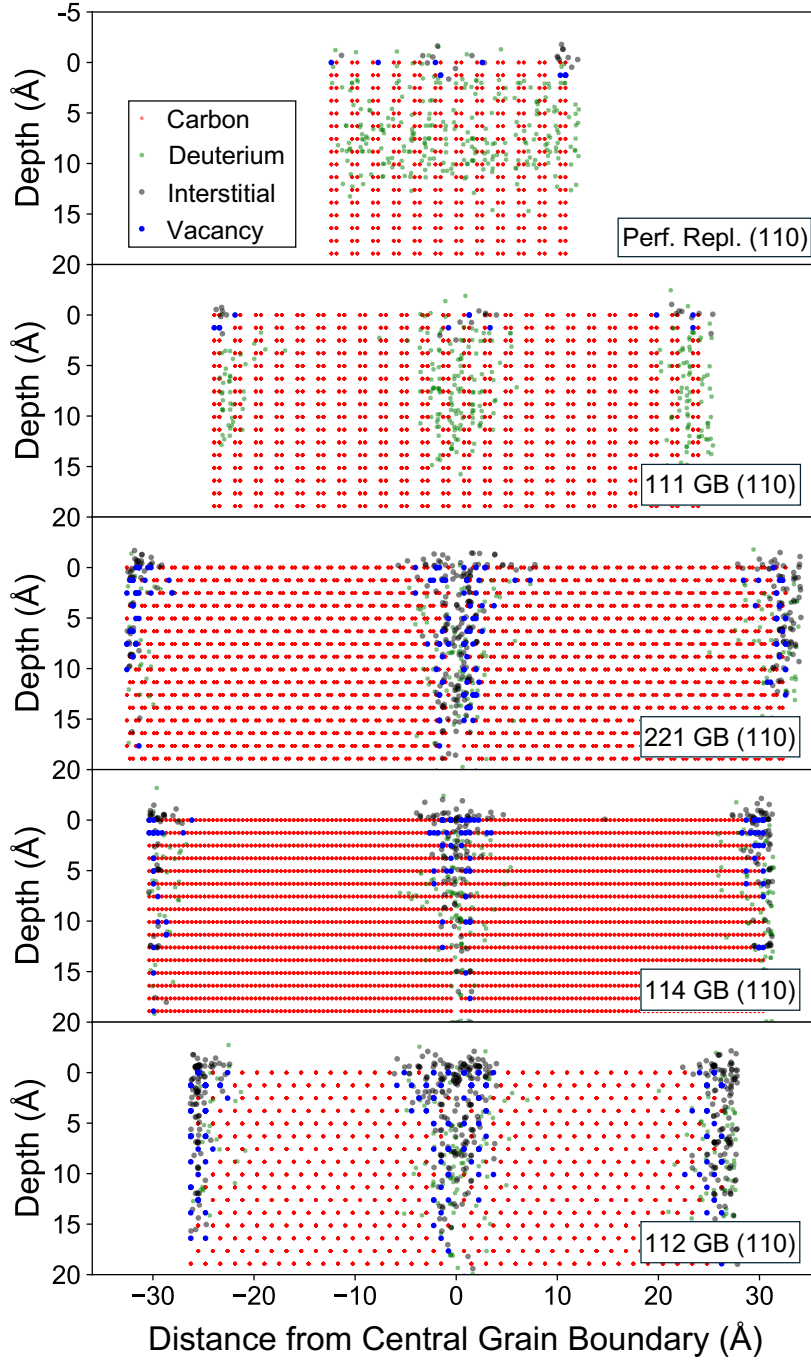 −5
0
5
10
15
Depth (Å)
Carbon
Deuterium
Interstitial
Vacancy
Perf. Repl. (110)
20
0
5
10
15
Depth (Å)
111 GB (110)
20
0
5
10
15
Depth (Å)
221 GB (110)
20
0
5
10
15
Depth (Å)
114 GB (110)
20
0
5
10
15
20
Depth (Å)
112 GB (110)
−30 −20 −10 0 10 20 30
Distance from Central Grain Boundary (Å)